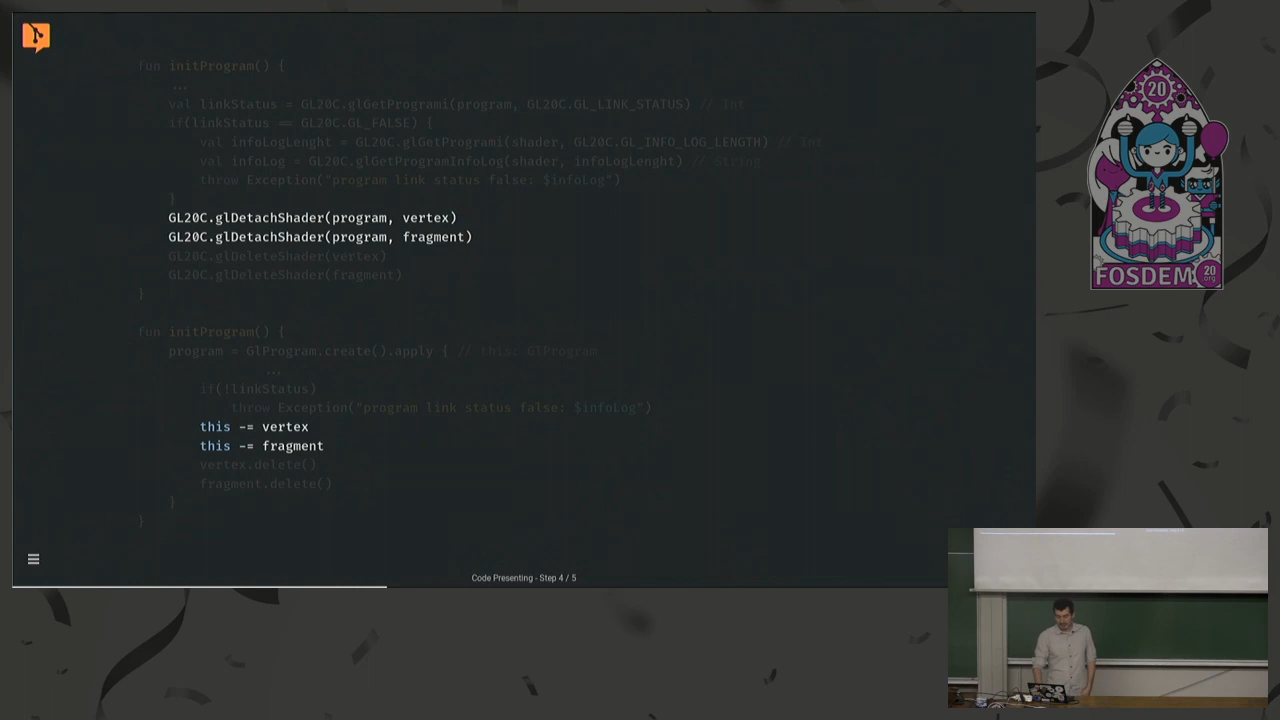 fun initProgram() {
...
val linkStatus = GL20C.glGetProgrami(program, GL20C.GL_LINK_STATUS) // Int
if(linkStatus == GL20C.GL_FALSE) {
val infoLogLenght = GL20C.glGetProgrami(shader, GL20C.GL_INFO_LOG_LENGTH) // Int
val infoLog = GL20C.glGetProgramInfoLog(shader, infoLogLenght) // String
throw Exception("program link status false: $infoLog")
}
GL20C.glDetachShader(program, vertex)
GL20C.glDetachShader(program, fragment)
GL20C.glDeleteShader(vertex)
GL20C.glDeleteShader(fragment)
}
fun initProgram() {
program = GlProgram.create().apply { // this: GlProgram
...
if(!linkStatus)
throw Exception("program link status false: $infoLog")
this -= vertex
this -= fragment
vertex.delete()
fragment.delete()
}
}
Code Presenting - Step 4 / 5
20
FOSDEM
20
.org